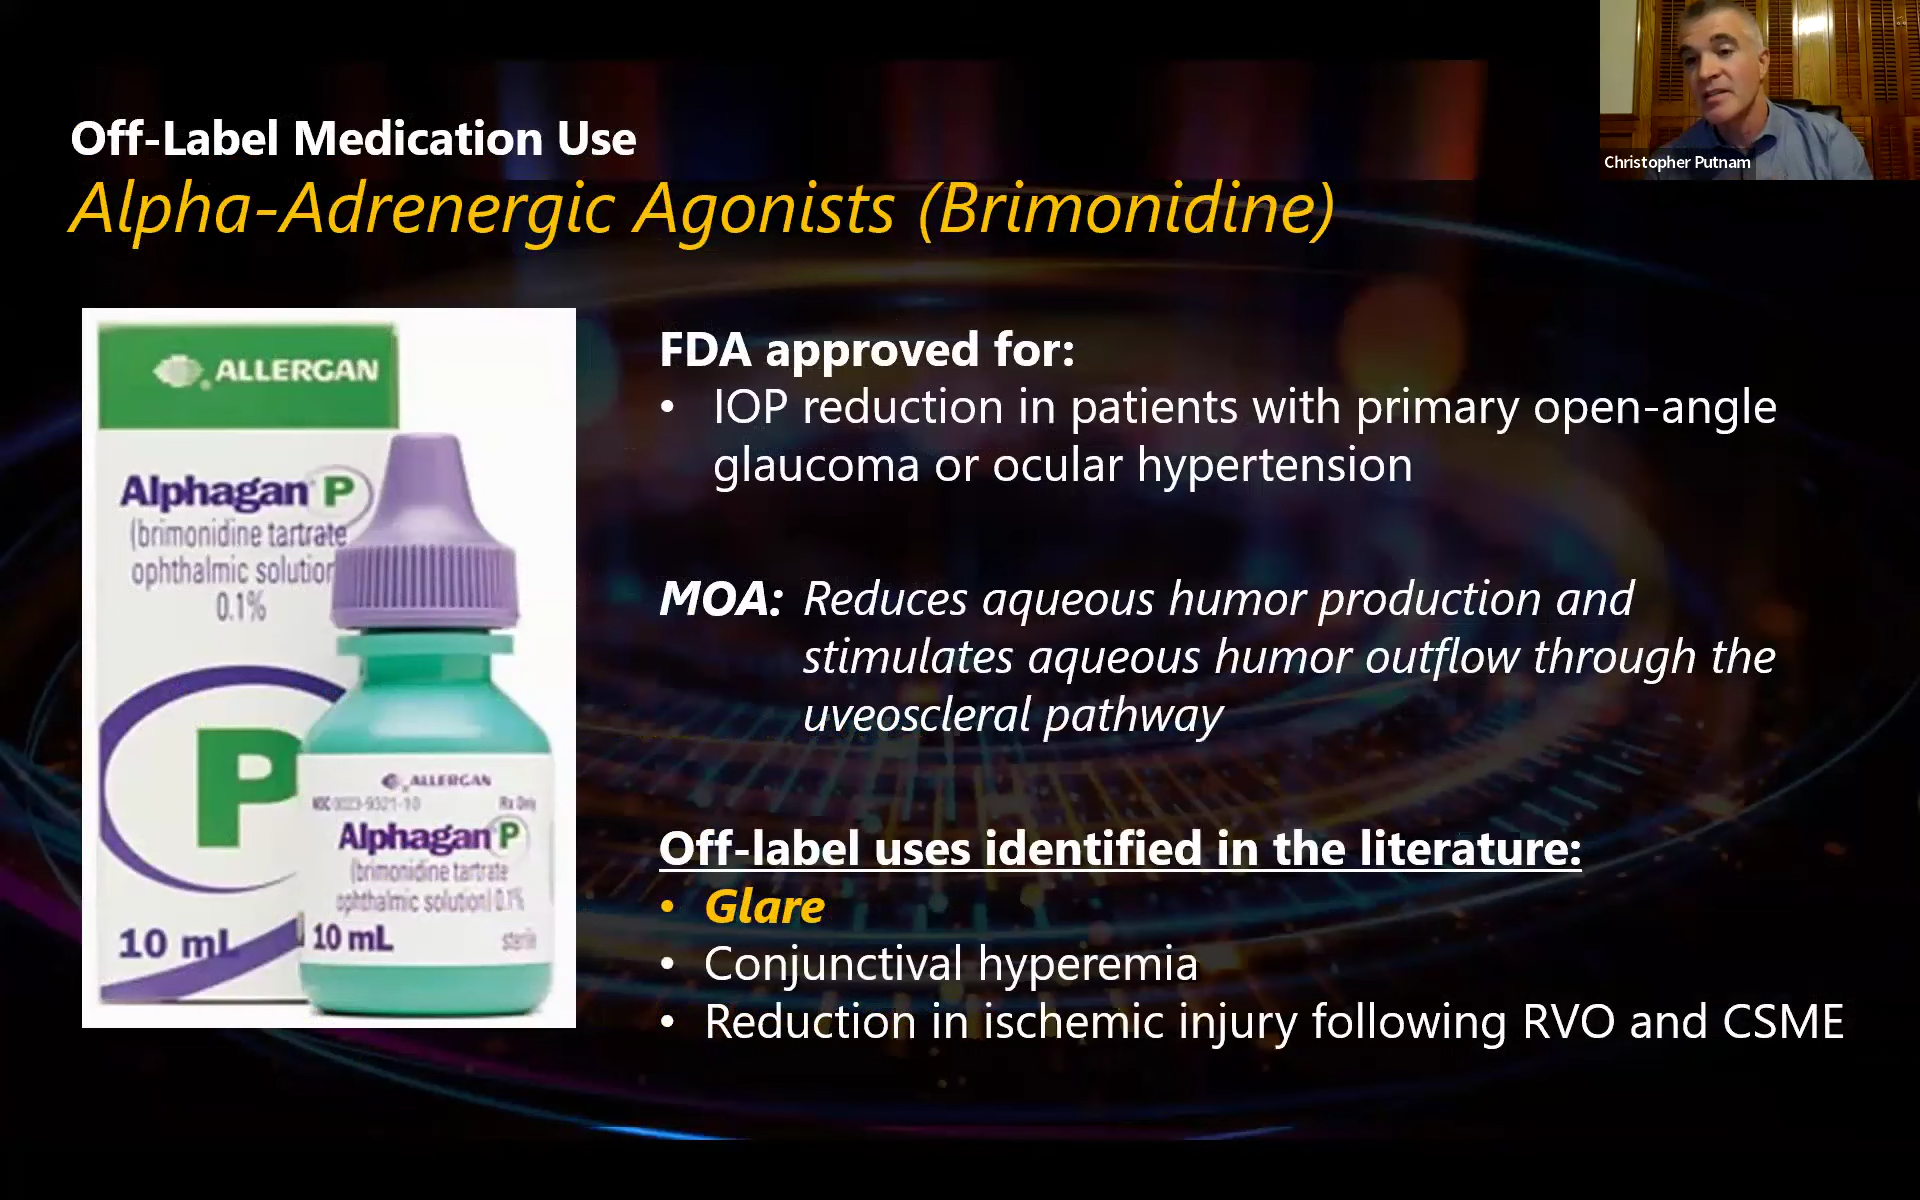 Christopher Putnam
Off-Label Medication Use
Alpha-Adrenergic Agonists (Brimonidine)
ALLERGAN
Alphagan P
(brimonidine tartrate
ophthalmic solution
0.1%
P
10 mL
ALLERGAN
NDC 0023-9321-10 Rx Only
Alphagan P
(brimonidine tartrate
ophthalmic solution) 0.1%
10 mL sterile
FDA approved for:
• IOP reduction in patients with primary open-angle
glaucoma or ocular hypertension
MOA: Reduces aqueous humor production and
stimulates aqueous humor outflow through the
uveoscleral pathway
Off-label uses identified in the literature:
• Glare
• Conjunctival hyperemia
• Reduction in ischemic injury following RVO and CSME